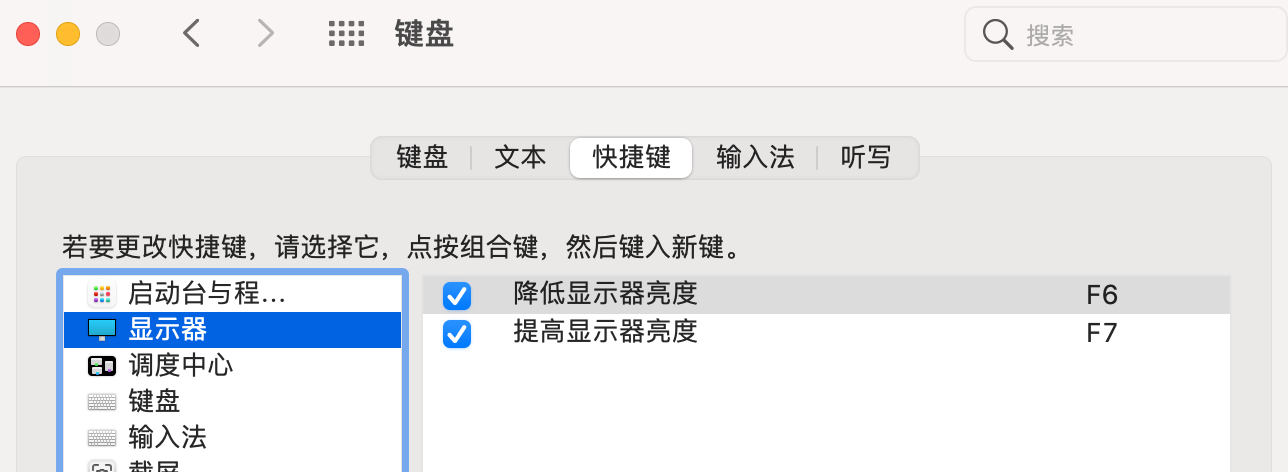 键盘
搜索
键盘 文本 快捷键 输入法 听写
若要更改快捷键，请选择它，点按组合键，然后键入新键。
启动台与程…
显示器
调度中心
键盘
输入法
截屏
降低显示器亮度 F6
提高显示器亮度 F7